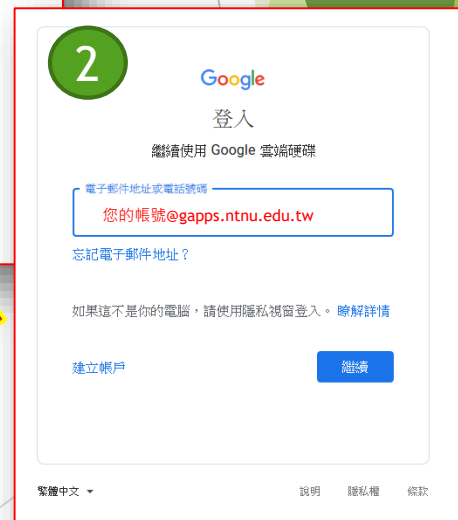 2
Google
登入
繼續使用 Google 雲端硬碟
電子郵件地址或電話號碼
您的帳號@gapps.ntnu.edu.tw
忘記電子郵件地址？
如果這不是你的電腦，請使用隱私視窗登入。 瞭解詳情
建立帳戶 繼續
繁體中文 說明 隱私權 條款